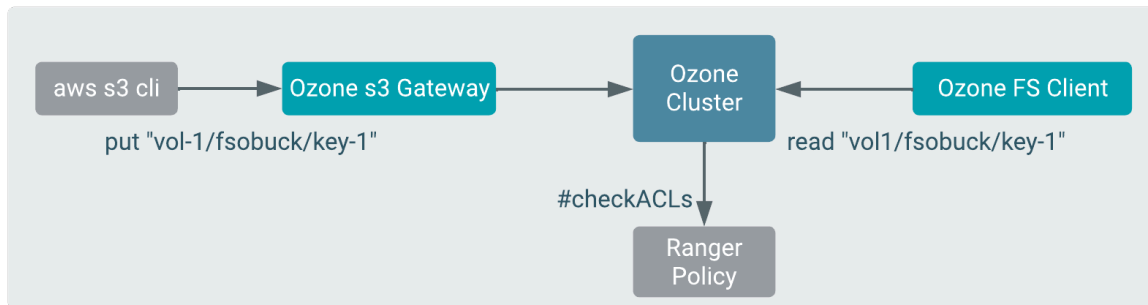 aws s3 cli
Ozone s3 Gateway
Ozone
Cluster
Ozone FS Client
put "vol-1/fsobuck/key-1"
read "vol1/fsobuck/key-1"
#checkACLs
Ranger
Policy